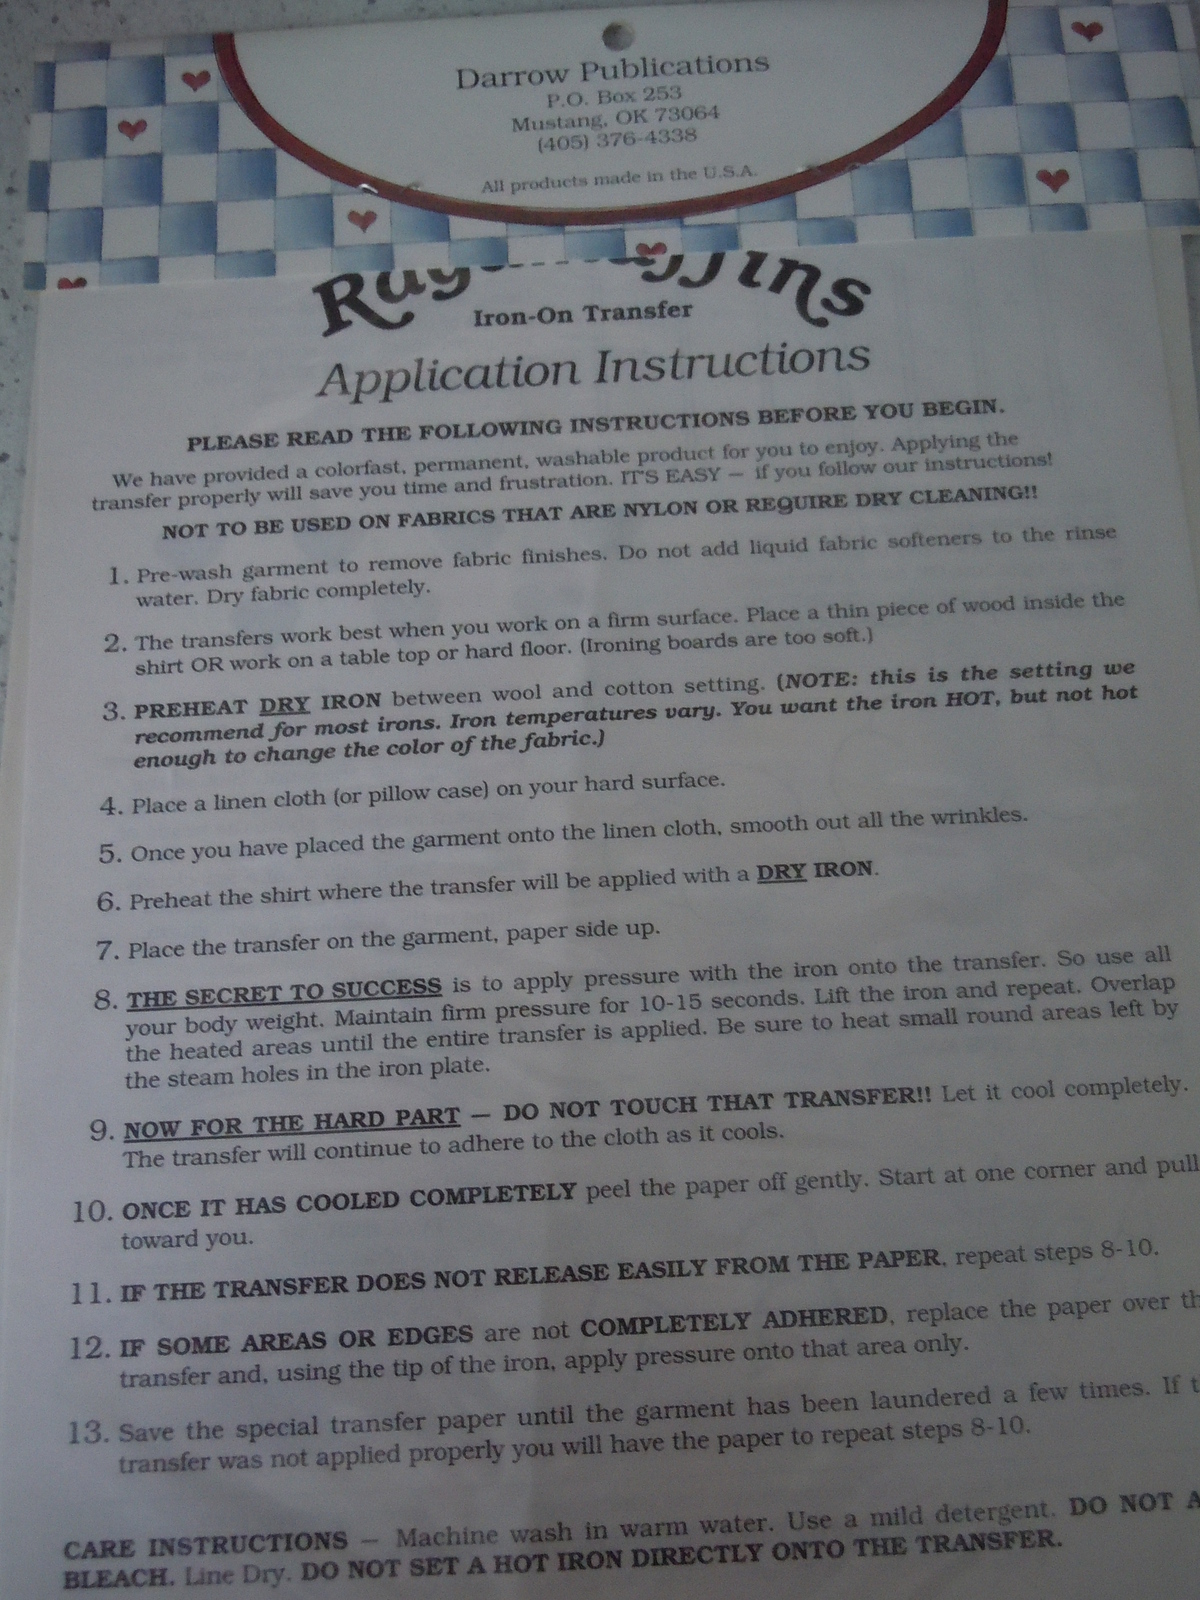 Darrow Publications
P.O. Box 253
Mustang, OK 73064
(405) 376-4338
All products made in the U.S.A.
Iron-On Transfer
Application Instructions
PLEASE READ THE FOLLOWING INSTRUCTIONS BEFORE YOU BEGIN.
We have provided a colorfast, permanent, washable product for you to enjoy. Applying the
transfer properly will save you time and frustration. IT'S EASY — if you follow our instructions!
NOT TO BE USED ON FABRICS THAT ARE NYLON OR REQUIRE DRY CLEANING!!
1. Pre-wash garment to remove fabric finishes. Do not add liquid fabric softeners to the rinse
water. Dry fabric completely.
2. The transfers work best when you work on a firm surface. Place a thin piece of wood inside the
shirt OR work on a table top or hard floor. (Ironing boards are too soft.)
3. PREHEAT DRY IRON between wool and cotton setting. (NOTE: this is the setting we
recommend for most irons. Iron temperatures vary. You want the iron HOT, but not hot
enough to change the color of the fabric.)
4. Place a linen cloth (or pillow case) on your hard surface.
5. Once you have placed the garment onto the linen cloth, smooth out all the wrinkles.
6. Preheat the shirt where the transfer will be applied with a DRY IRON.
7. Place the transfer on the garment, paper side up.
8. THE SECRET TO SUCCESS is to apply pressure with the iron onto the transfer. So use all
your body weight. Maintain firm pressure for 10-15 seconds. Lift the iron and repeat. Overlap
the heated areas until the entire transfer is applied. Be sure to heat small round areas left by
the steam holes in the iron plate.
9. NOW FOR THE HARD PART — DO NOT TOUCH THAT TRANSFER!! Let it cool completely.
The transfer will continue to adhere to the cloth as it cools.
10. ONCE IT HAS COOLED COMPLETELY peel the paper off gently. Start at one corner and pull
toward you.
11. IF THE TRANSFER DOES NOT RELEASE EASILY FROM THE PAPER, repeat steps 8-10.
12. IF SOME AREAS OR EDGES are not COMPLETELY ADHERED, replace the paper over
transfer and, using the tip of the iron, apply pressure onto that area only.
13. Save the special transfer paper until the garment has been laundered a few times. If
transfer was not applied properly you will have the paper to repeat steps 8-10.
CARE INSTRUCTIONS — Machine wash in warm water. Use a mild detergent. DO NOT
BLEACH. Line Dry. DO NOT SET A HOT IRON DIRECTLY ONTO THE TRANSFER.